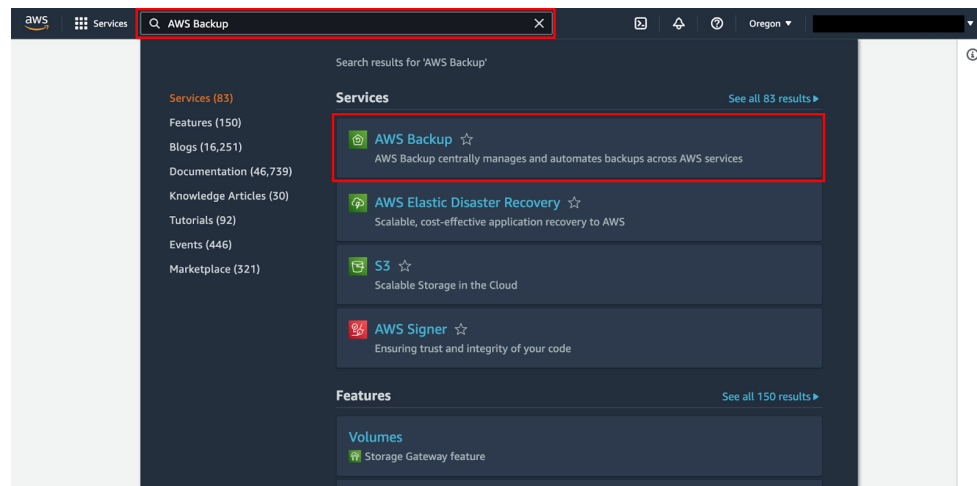 aws
Services
AWS Backup
Oregon
Search results for 'AWS Backup'
Services (83)
Features (150)
Blogs (16,251)
Documentation (46,739)
Knowledge Articles (30)
Tutorials (92)
Events (446)
Marketplace (321)
Services
See all 83 results
AWS Backup
AWS Backup centrally manages and automates backups across AWS services
AWS Elastic Disaster Recovery
Scalable, cost-effective application recovery to AWS
S3
Scalable Storage in the Cloud
AWS Signer
Ensuring trust and integrity of your code
Features
See all 150 results
Volumes
Storage Gateway feature